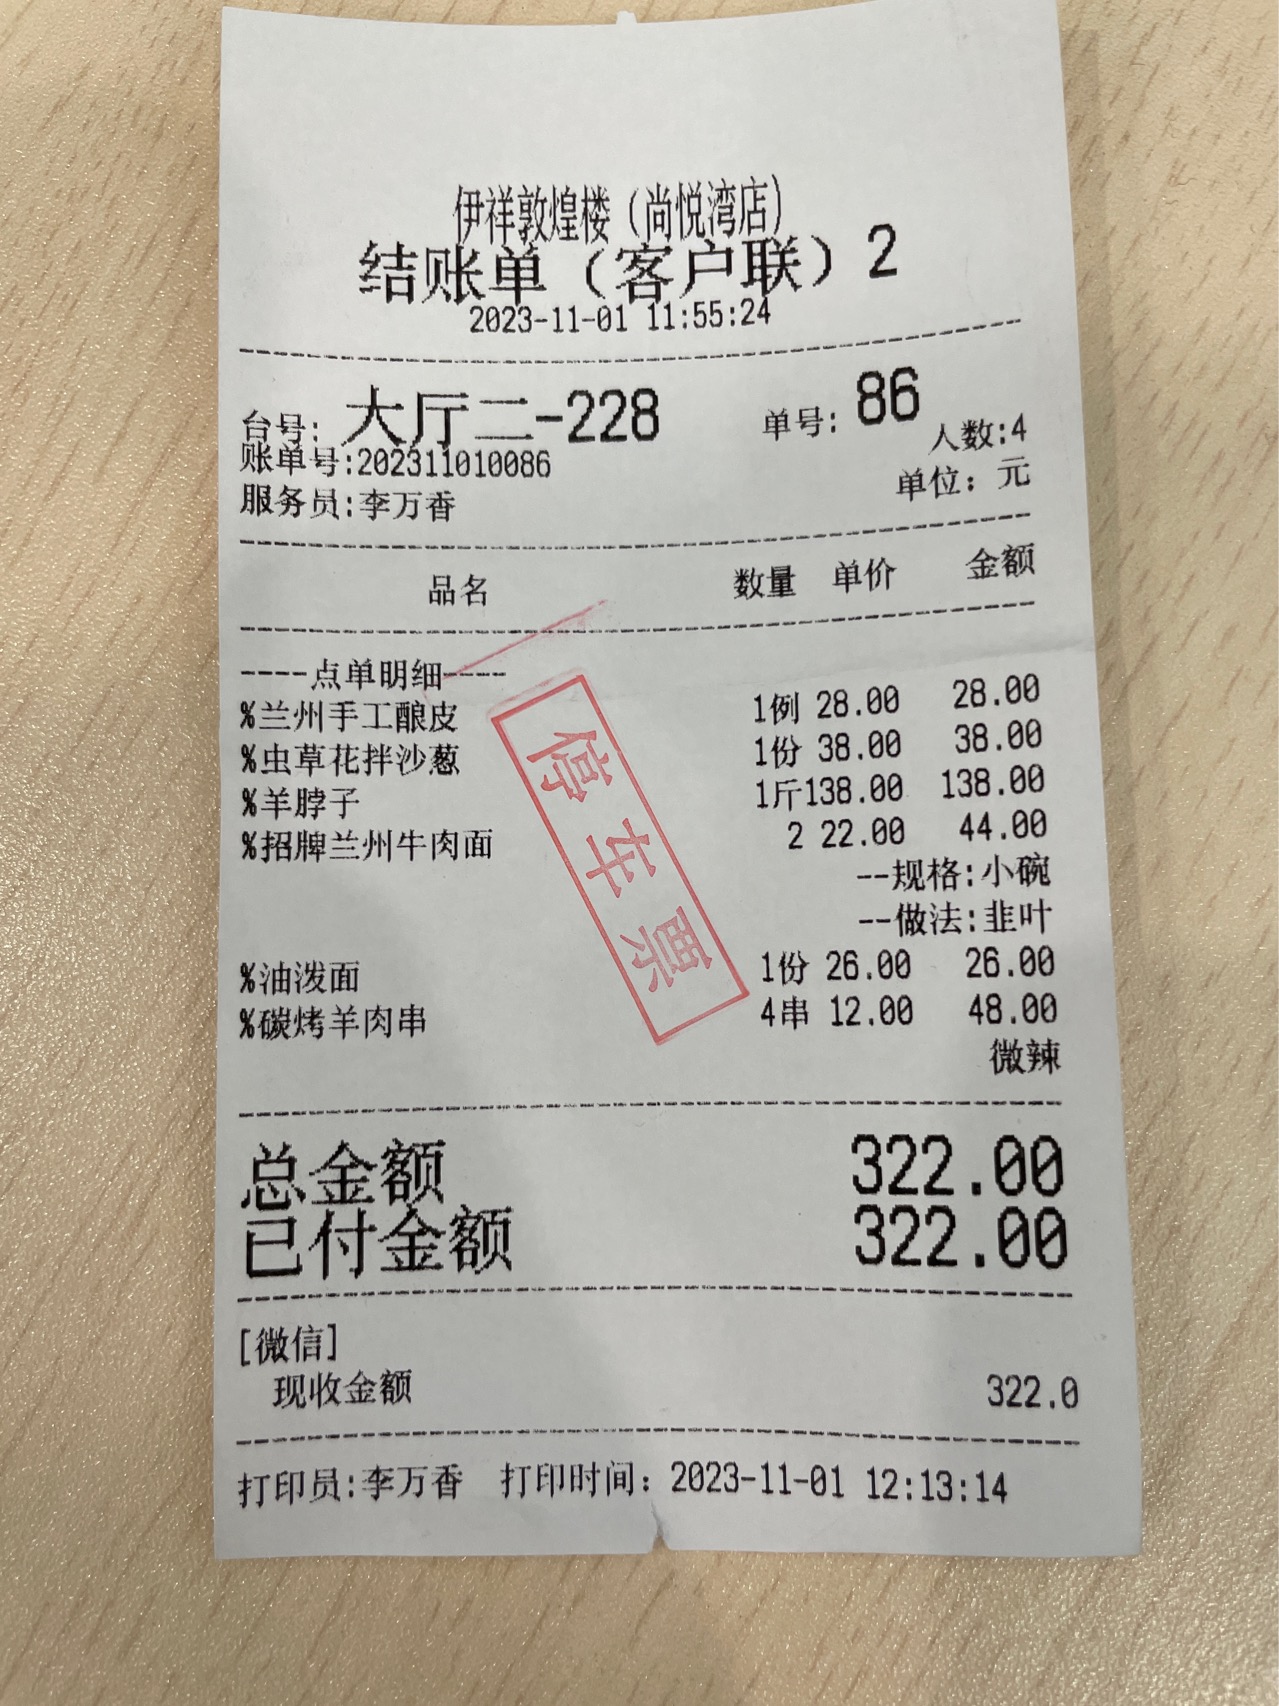 伊祥敦煌楼（尚悦湾店）
结账单（客户联）2
2023-11-01 11:55:24
台号: 大厅二-228 单号: 86 人数:4
账单号:202311010086
服务员:李万香 单位: 元
品名 数量 单价 金额
----点单明细----
%兰州手工酿皮 1例 28.00 28.00
%虫草花拌沙葱 1份 38.00 38.00
%羊脖子 1斤138.00 138.00
%招牌兰州牛肉面 2 22.00 44.00
--规格:小碗
--做法:韭叶
%油泼面 1份 26.00 26.00
%碳烤羊肉串 4串 12.00 48.00
微辣
停车票
总金额 322.00
已付金额 322.00
[微信]
现收金额 322.0
打印员:李万香 打印时间: 2023-11-01 12:13:14